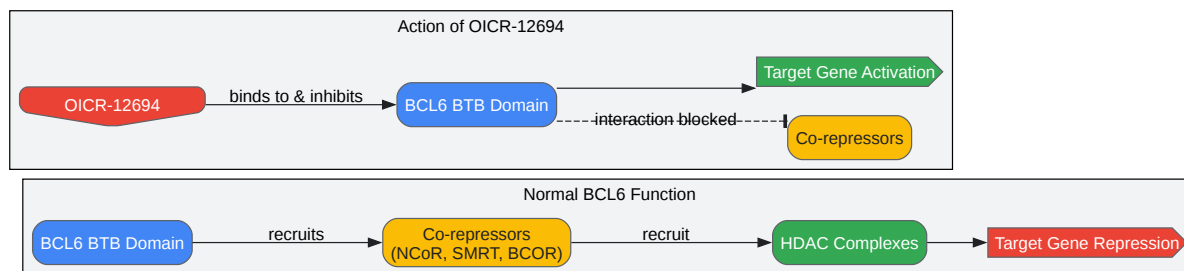 Action of OICR-12694
OICR-12694
binds to & inhibits
BCL6 BTB Domain
Target Gene Activation
interaction blocked
Co-repressors
Normal BCL6 Function
BCL6 BTB Domain
recruits
Co-repressors
(NCoR, SMRT, BCOR)
recruit
HDAC Complexes
Target Gene Repression